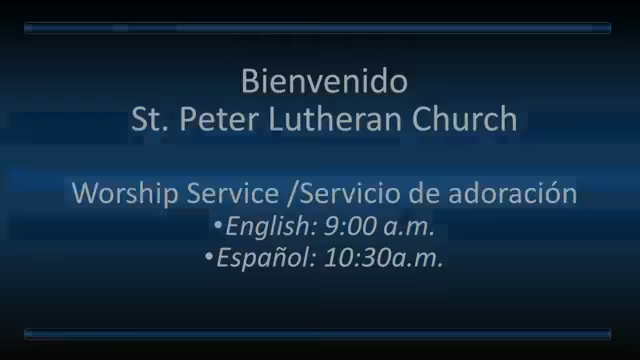 Bienvenido
St. Peter Lutheran Church
Worship Service /Servicio de adoración
•English: 9:00 a.m.
•Español: 10:30a.m.